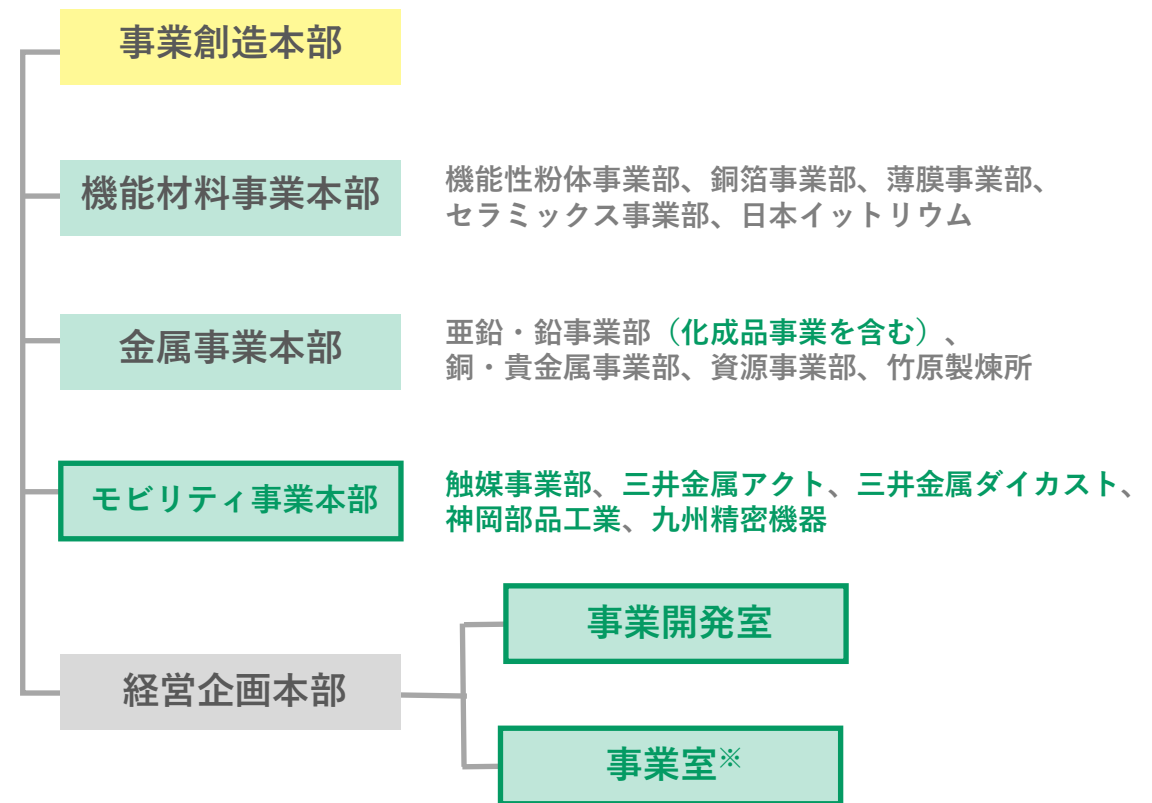 事業創造本部
機能材料事業本部
機能性粉体事業部、銅箔事業部、薄膜事業部、
セラミックス事業部、日本イットリウム
金属事業本部
亜鉛・鉛事業部（化成品事業を含む）、
銅・貴金属事業部、資源事業部、竹原製煉所
モビリティ事業本部
触媒事業部、三井金属アクト、三井金属ダイカスト、
神岡部品工業、九州精密機器
事業開発室
経営企画本部
事業室※